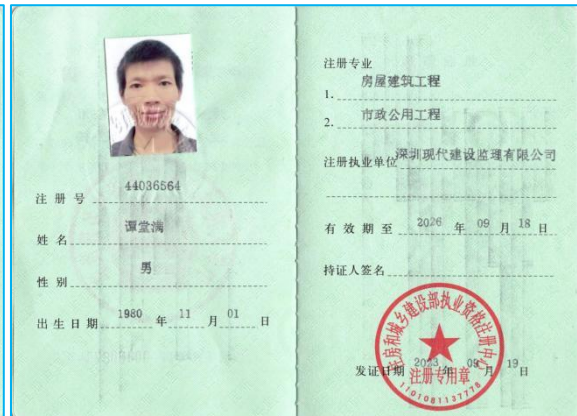 注 册 号 44036564
姓 名 谭堂满
性 别 男
出 生 日 期 1980 年 11 月 01 日
注册专业
1. 房屋建筑工程
2. 市政公用工程
注册执业单位 深圳现代建设监理有限公司
有 效 期 至 2026 年 09 月 18 日
持证人签名
住房和城乡建设部执业资格注册中心
发证日期 2023 年 09 月 19 日
注册专用章
1101081137778